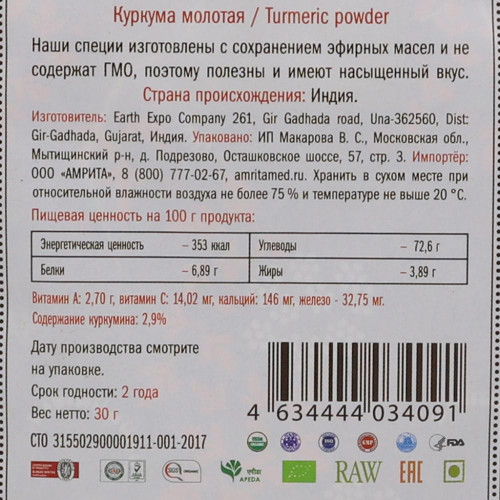 Куркума молотая / Turmeric powder
Наши специи изготовлены с сохранением эфирных масел и не
содержат ГМО, поэтому полезны и имеют насыщенный вкус.
Страна происхождения: Индия.
Изготовитель: Earth Expo Company 261, Gir Gadhada road, Una-362560, Dist:
Gir-Gadhada, Gujarat, Индия. Упаковано: ИП Макарова В. С., Московская обл.,
Мытищинский р-н, д. Подрезово, Осташковское шоссе, 57, стр. 3. Импортёр:
ООО «АМРИТА», 8 (800) 777-02-67, amritamed.ru. Хранить в сухом месте при
относительной влажности воздуха не более 75 % и температуре не выше 20 °С.
Пищевая ценность на 100 г продукта:
Энергетическая ценность – 353 ккал Углеводы – 72,6 г
Белки – 6,89 г Жиры – 3,89 г
Витамин А: 2,70 г, витамин С: 14,02 мг, кальций: 146 мг, железо - 32,75 мг.
Содержание куркумина: 2,9%
Дату производства смотрите
на упаковке.
Срок годности: 2 года
Вес нетто: 30 г
4 634444 034091
СТО 315502900001911-001-2017
FDA
APEDA RAW EAC